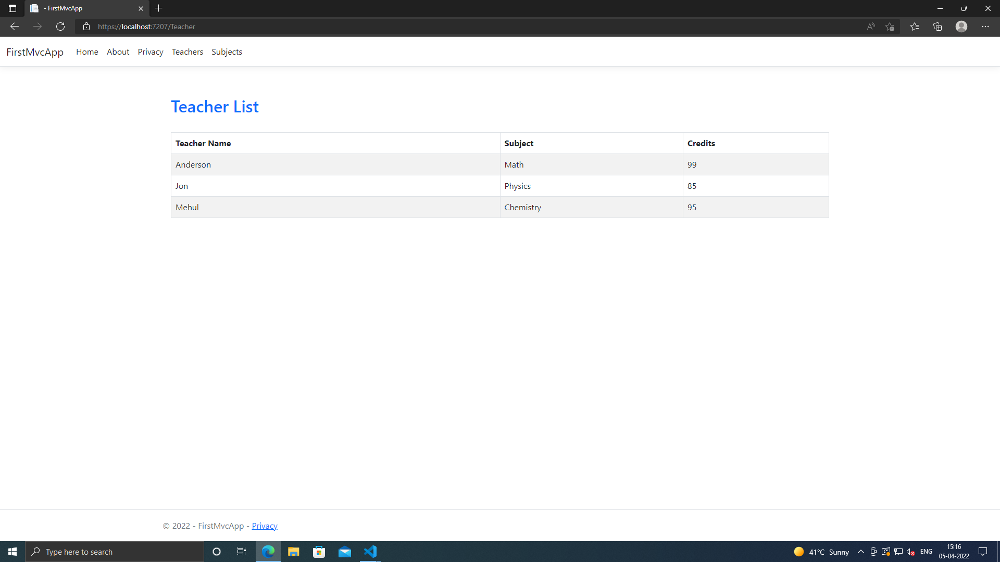 - FirstMvcApp
https://localhost:7207/Teacher
FirstMvcApp Home About Privacy Teachers Subjects
Teacher List
Teacher Name Subject Credits
Anderson Math 99
Jon Physics 85
Mehul Chemistry 95
© 2022 - FirstMvcApp - Privacy
Type here to search
41°C Sunny
ENG
15:16
05-04-2022